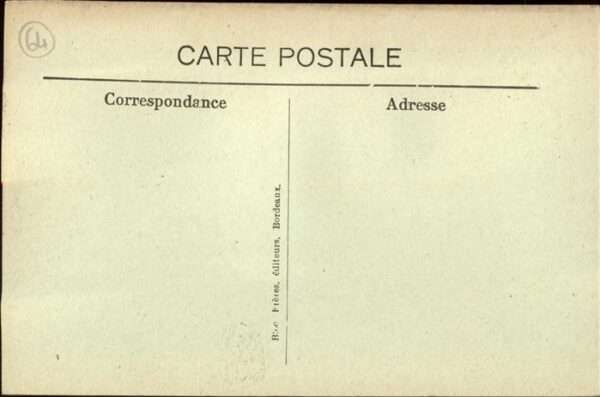 64
CARTE POSTALE
Correspondance
Adresse
Frères, éditeurs, Bordeaux.